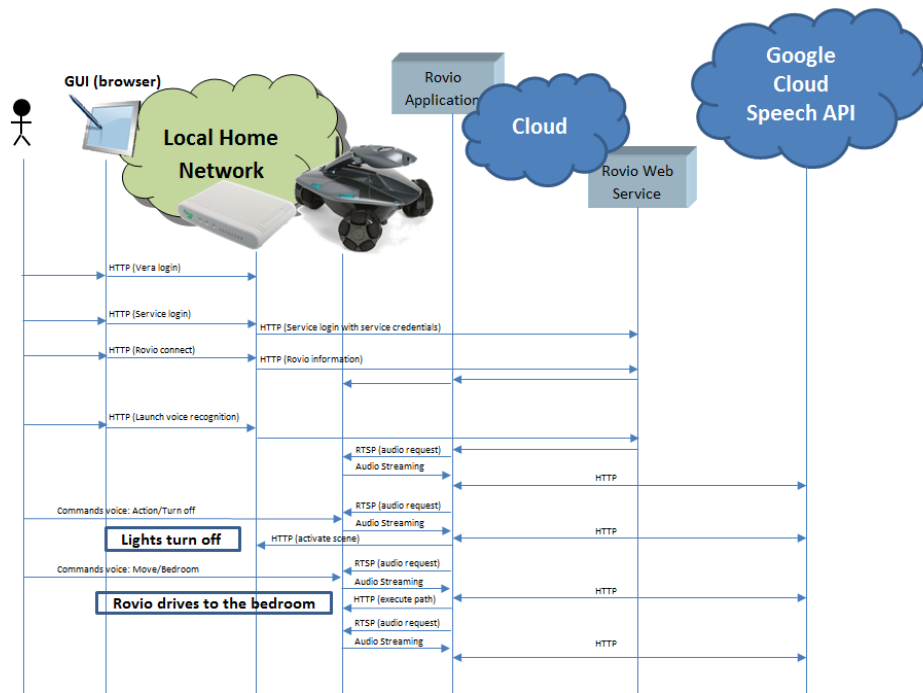 GUI (browser)
Local Home
Network
Rovio
Application
Cloud
Google
Cloud
Speech API
Rovio Web
Service
HTTP (Vera login)
HTTP (Service login)
HTTP (Service login with service credentials)
HTTP (Rovio connect)
HTTP (Rovio information)
HTTP (Launch voice recognition)
RTSP (audio request)
Audio Streaming
HTTP
Commands voice: Action/Turn off
RTSP (audio request)
Audio Streaming
HTTP
Lights turn off
HTTP (activate scene)
Commands voice: Move/Bedroom
RTSP (audio request)
Audio Streaming
HTTP
Rovio drives to the bedroom
HTTP (execute path)
RTSP (audio request)
Audio Streaming
HTTP